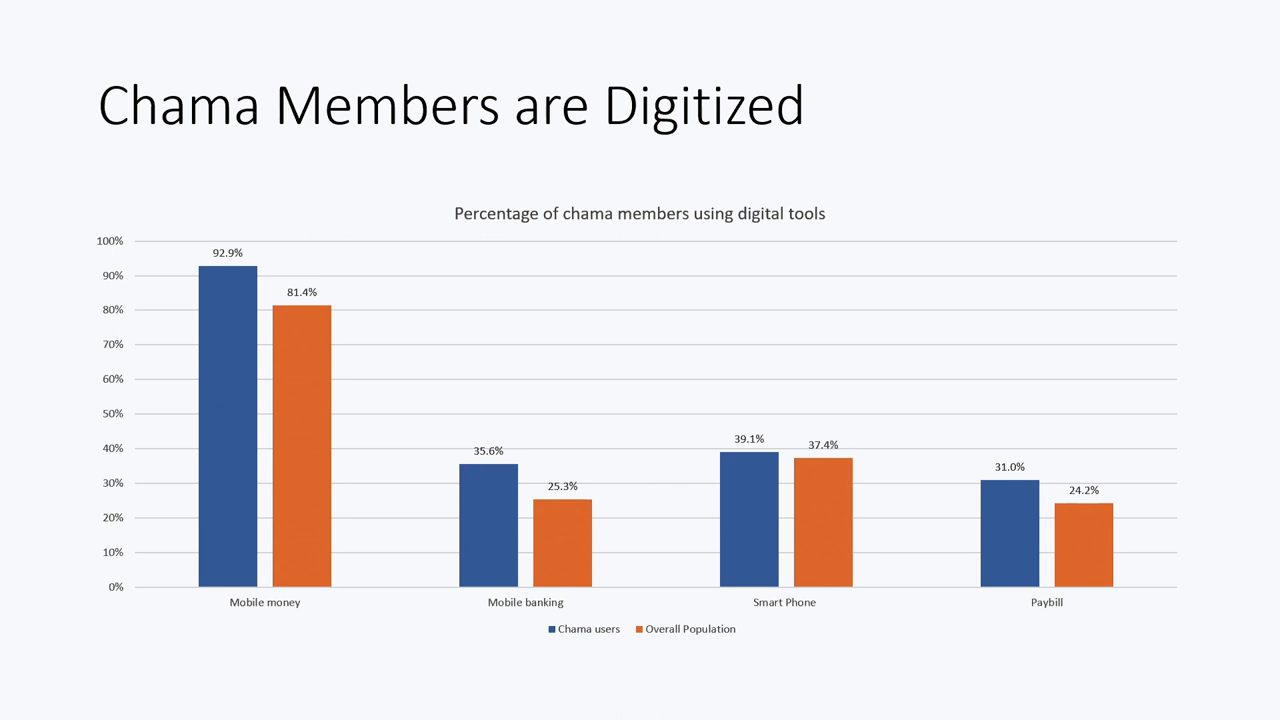 Chama Members are Digitized
Percentage of chama members using digital tools
100%
90%
80%
70%
60%
50%
40%
30%
20%
10%
0%
92.9%
81.4%
35.6%
25.3%
39.1%
37.4%
31.0%
24.2%
Mobile money
Mobile banking
Smart Phone
Paybill
Chama users
Overall Population